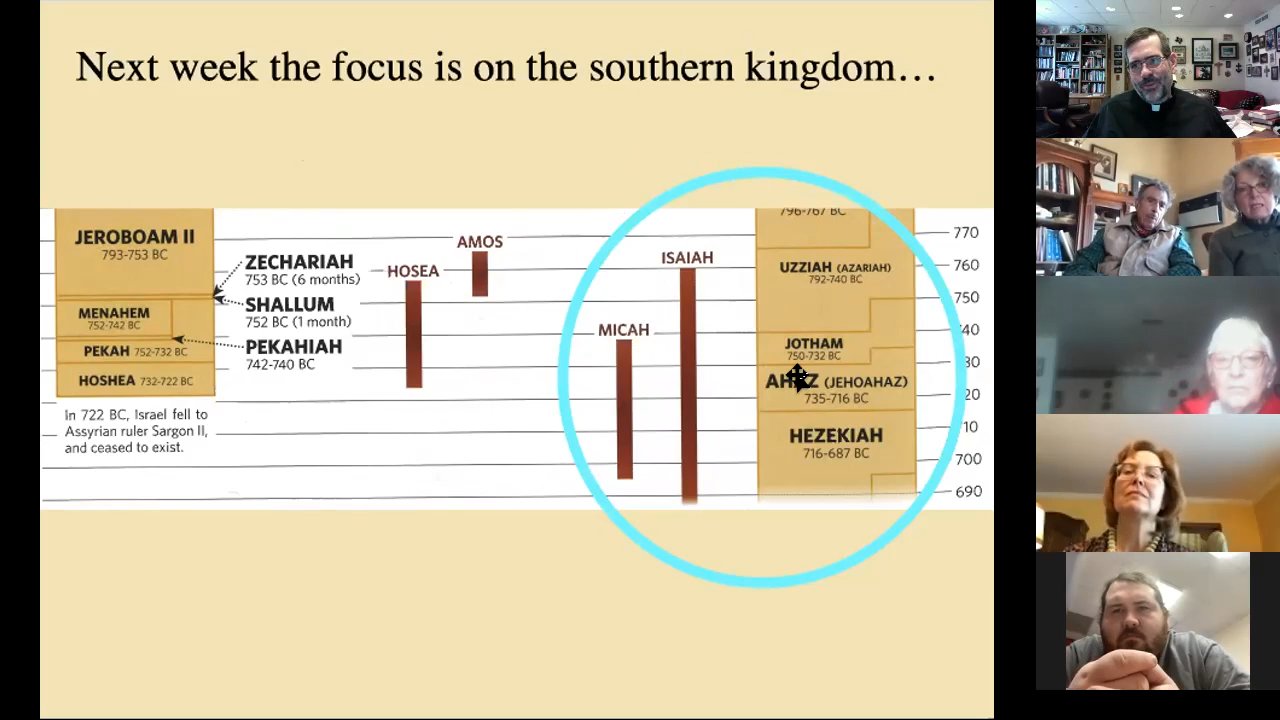 Next week the focus is on the southern kingdom…
JEROBOAM II
793-753 BC
MENAHEM
752-742 BC
PEKAH 752-732 BC
HOSHEA 732-722 BC
In 722 BC, Israel fell to
Assyrian ruler Sargon II,
and ceased to exist.
ZECHARIAH
753 BC (6 months)
SHALLUM
752 BC (1 month)
PEKAHIAH
742-740 BC
HOSEA
AMOS
MICAH
ISAIAH
796-767 BC
UZZIAH (AZARIAH)
792-740 BC
JOTHAM
750-732 BC
(JEHOAHAZ)
735-716 BC
HEZEKIAH
716-687 BC
770
760
750
40
30
20
10
700
690